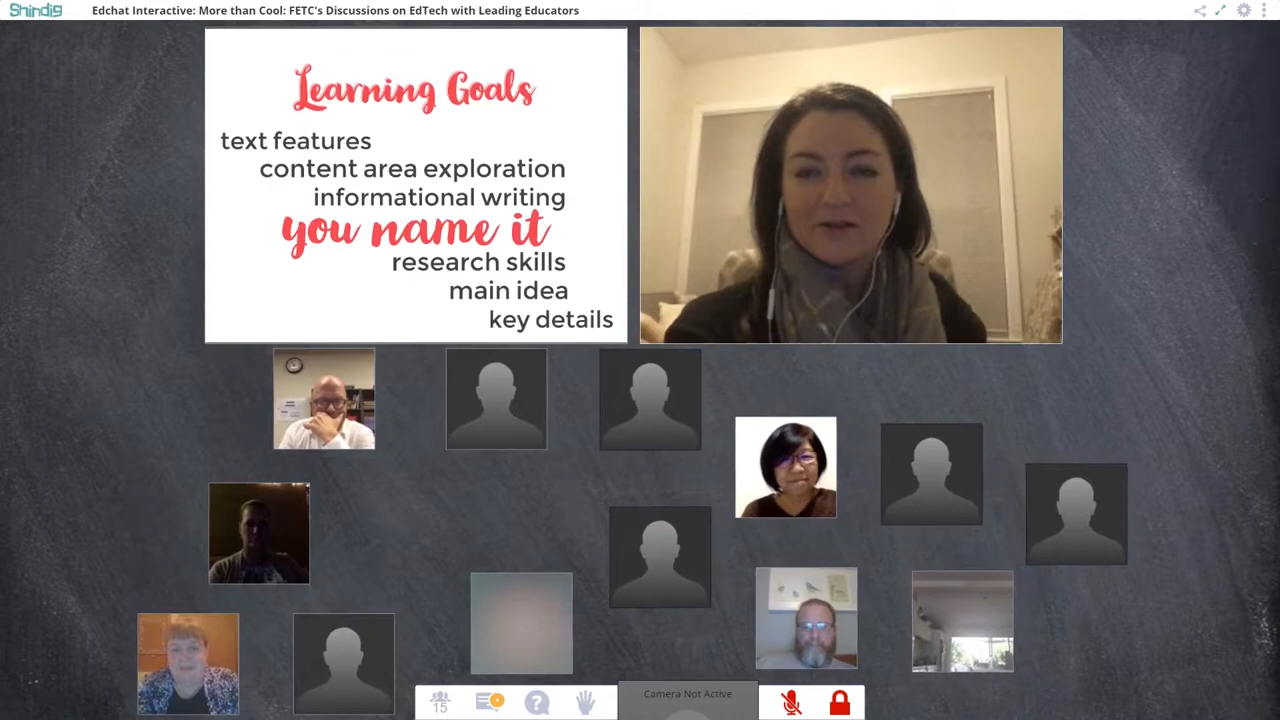 Shindig
Edchat Interactive: More than Cool: FETC's Discussions on EdTech with Leading Educators
Learning Goals
text features
content area exploration
informational writing
you name it
research skills
main idea
key details
15
Camera Not Active